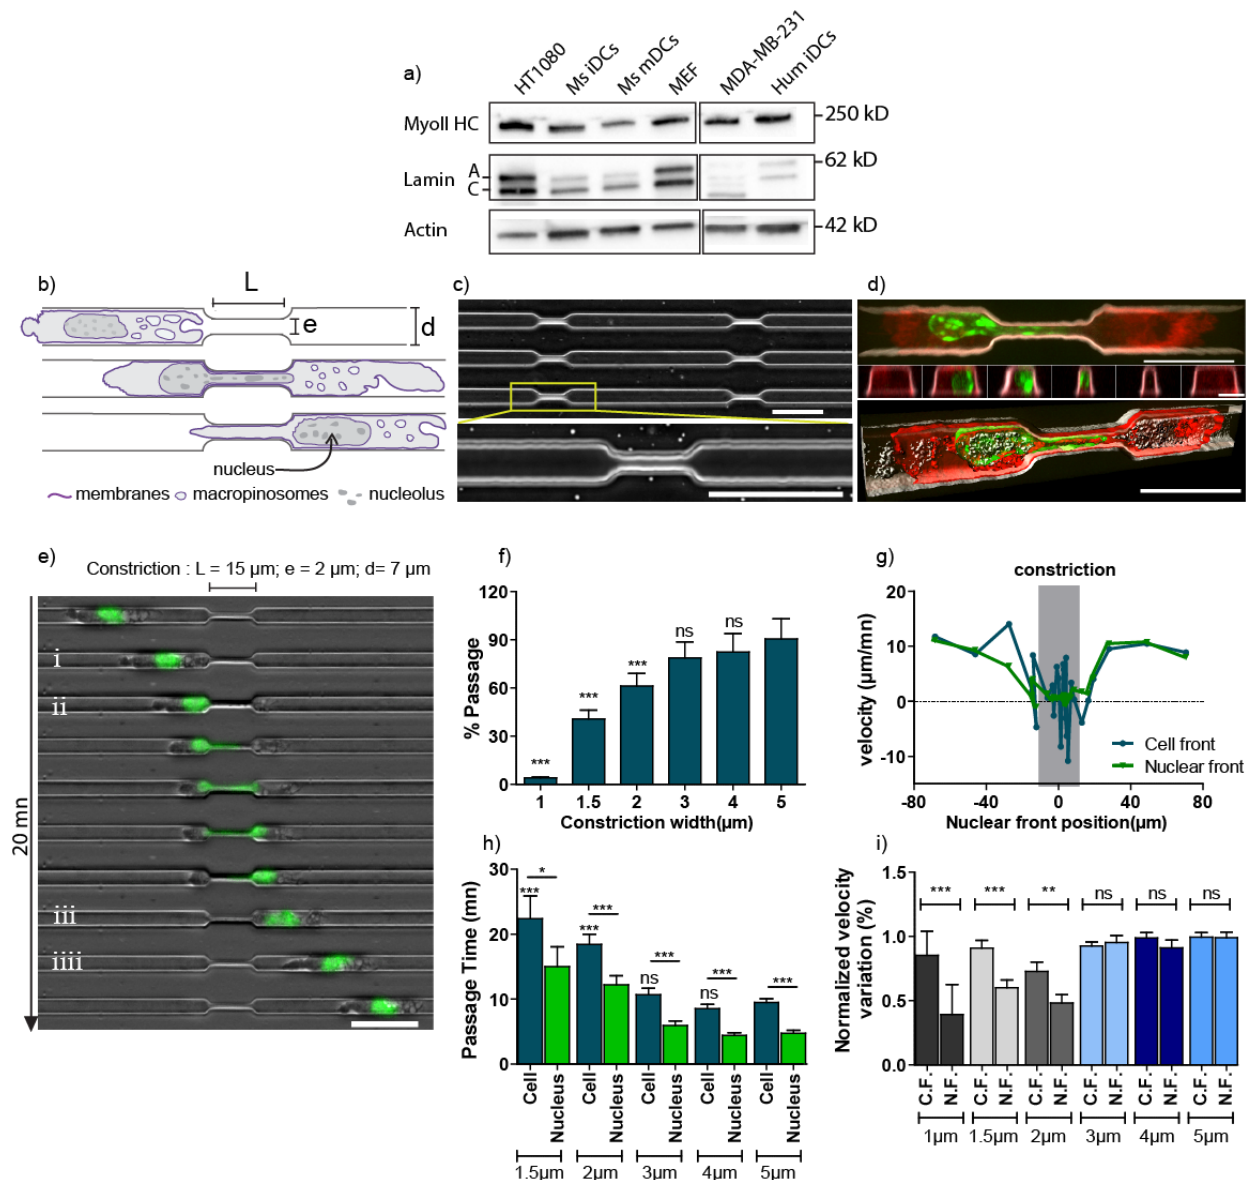 a)
HT1080
Ms iDCs
Ms mDCs
MEF
MDA-MB-231
Hum iDCs
MyoII HC
250 kD
Lamin A
C
62 kD
Actin
42 kD
b)
L
e
d
nucleus
membranes macropinosomes nucleolus
c)
d)
e)
Constriction : L = 15 µm; e = 2 µm; d= 7 µm
20 mn
i
ii
iii
iiii
f)
% Passage
120
90
60
30
0
***
***
***
ns
ns
1 1.5 2 3 4 5
Constriction width(µm)
g)
constriction
velocity (µm/mn)
20
10
0
-10
Cell front
Nuclear front
-80 -40 0 40 80
Nuclear front position(µm)
h)
Passage Time (mn)
30
20
10
0
*
***
***
***
***
ns
***
ns
***
Cell Nucleus Cell Nucleus Cell Nucleus Cell Nucleus Cell Nucleus
1.5µm 2µm 3µm 4µm 5µm
i)
Normalized velocity
variation (%)
1.5
1.0
0.5
0.0
*** *** ** ns ns ns
C.F. N.F. C.F. N.F. C.F. N.F. C.F. N.F. C.F. N.F. C.F. N.F.
1µm 1.5µm 2µm 3µm 4µm 5µm